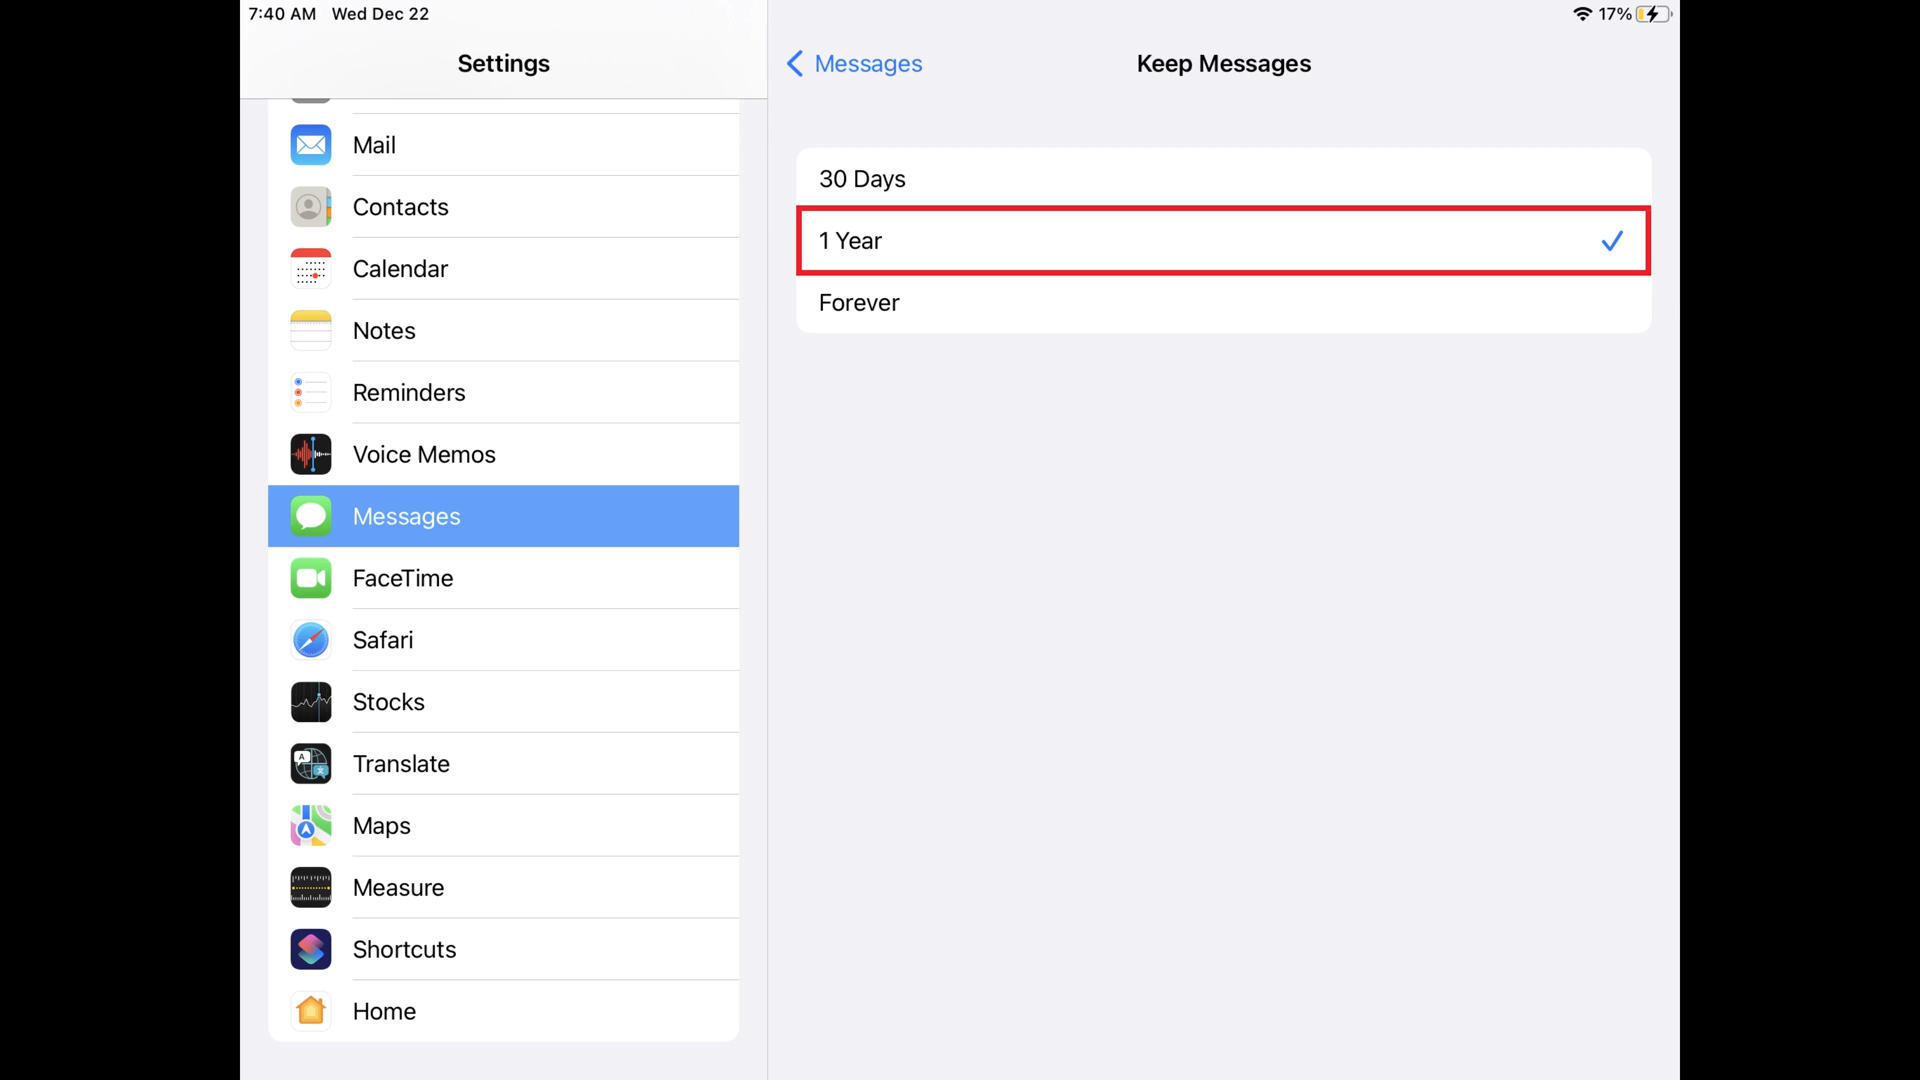 7:40 AM Wed Dec 22
17%
Settings
Mail
Contacts
Calendar
Notes
Reminders
Voice Memos
Messages
FaceTime
Safari
Stocks
Translate
Maps
Measure
Shortcuts
Home
Messages
Keep Messages
30 Days
1 Year
Forever